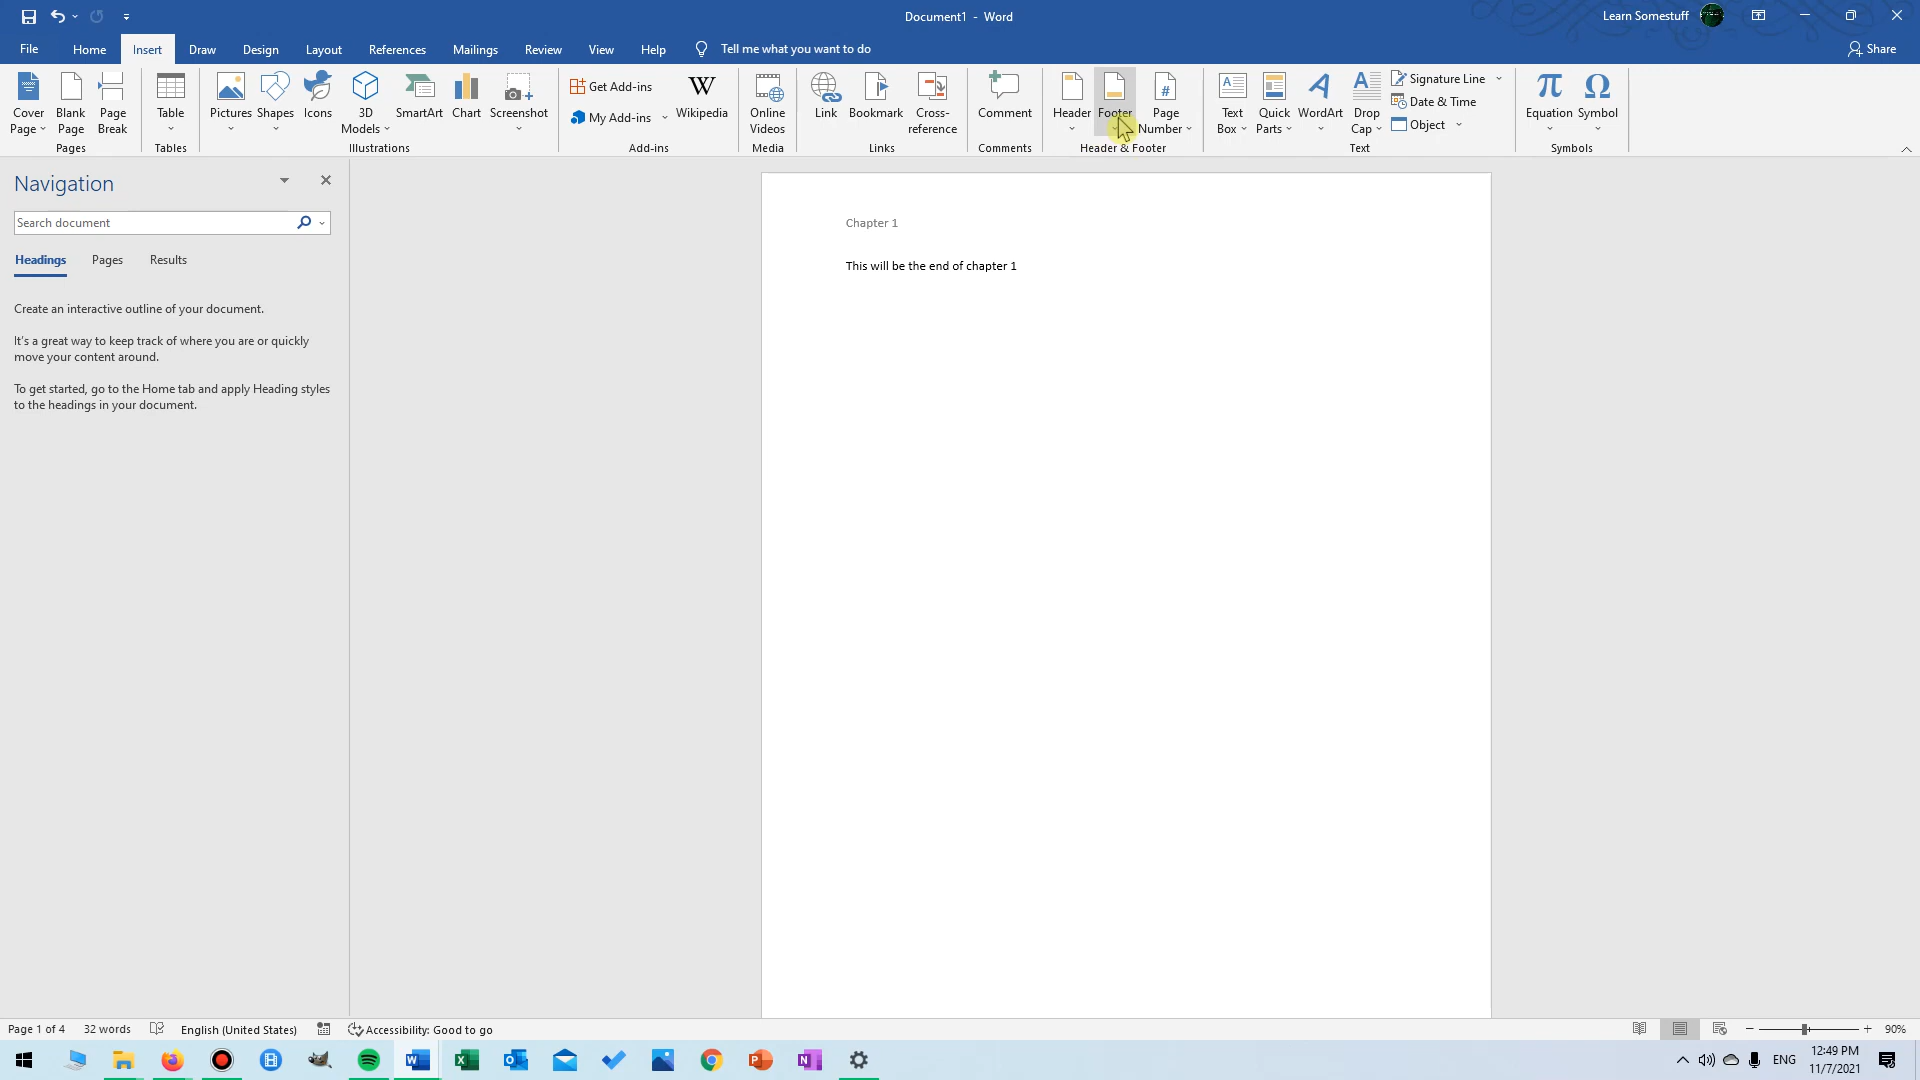 Document1 - Word
Learn Somestuff
File Home Insert Draw Design Layout References Mailings Review View Help Tell me what you want to do Share
Cover Page
Blank Page
Page Break
Pages
Table
Tables
Pictures
Shapes
Icons
3D Models
SmartArt
Chart
Screenshot
Illustrations
Get Add-ins
My Add-ins
W
Wikipedia
Add-ins
Online Videos
Media
Link
Bookmark
Cross-reference
Links
Comment
Comments
Header
Footer
#
Page Number
Header & Footer
A
Text Box
Quick Parts
A
WordArt
A
Drop Cap
Signature Line
Date & Time
Object
Text
π
Equation
Ω
Symbol
Symbols
Navigation
Search document
Headings Pages Results
Create an interactive outline of your document.
It's a great way to keep track of where you are or quickly
move your content around.
To get started, go to the Home tab and apply Heading styles
to the headings in your document.
Chapter 1
This will be the end of chapter 1
Page 1 of 4 32 words English (United States) Accessibility: Good to go 90%
ENG
12:49 PM
11/7/2021